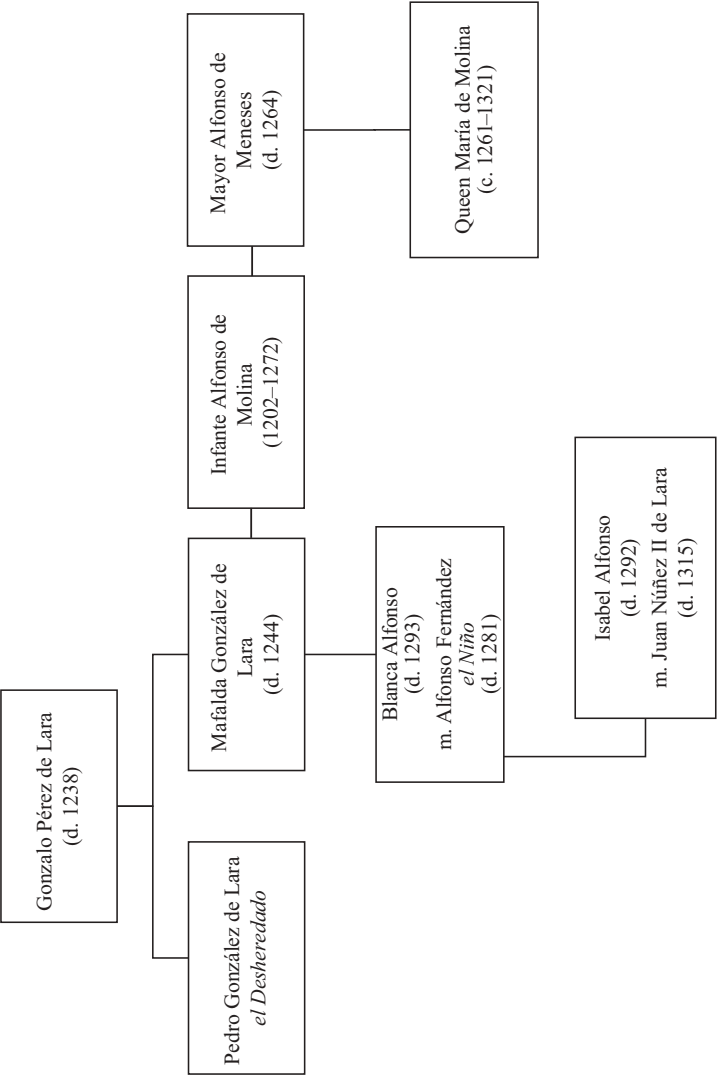 Gonzalo Pérez de Lara
(d. 1238)
Pedro González de Lara
el Desheredado
Mafalda González de
Lara
(d. 1244)
Infante Alfonso de
Molina
(1202–1272)
Mayor Alfonso de
Meneses
(d. 1264)
Blanca Alfonso
(d. 1293)
m. Alfonso Fernández
el Niño
(d. 1281)
Queen María de Molina
(c. 1261–1321)
Isabel Alfonso
(d. 1292)
m. Juan Núñez II de Lara
(d. 1315)